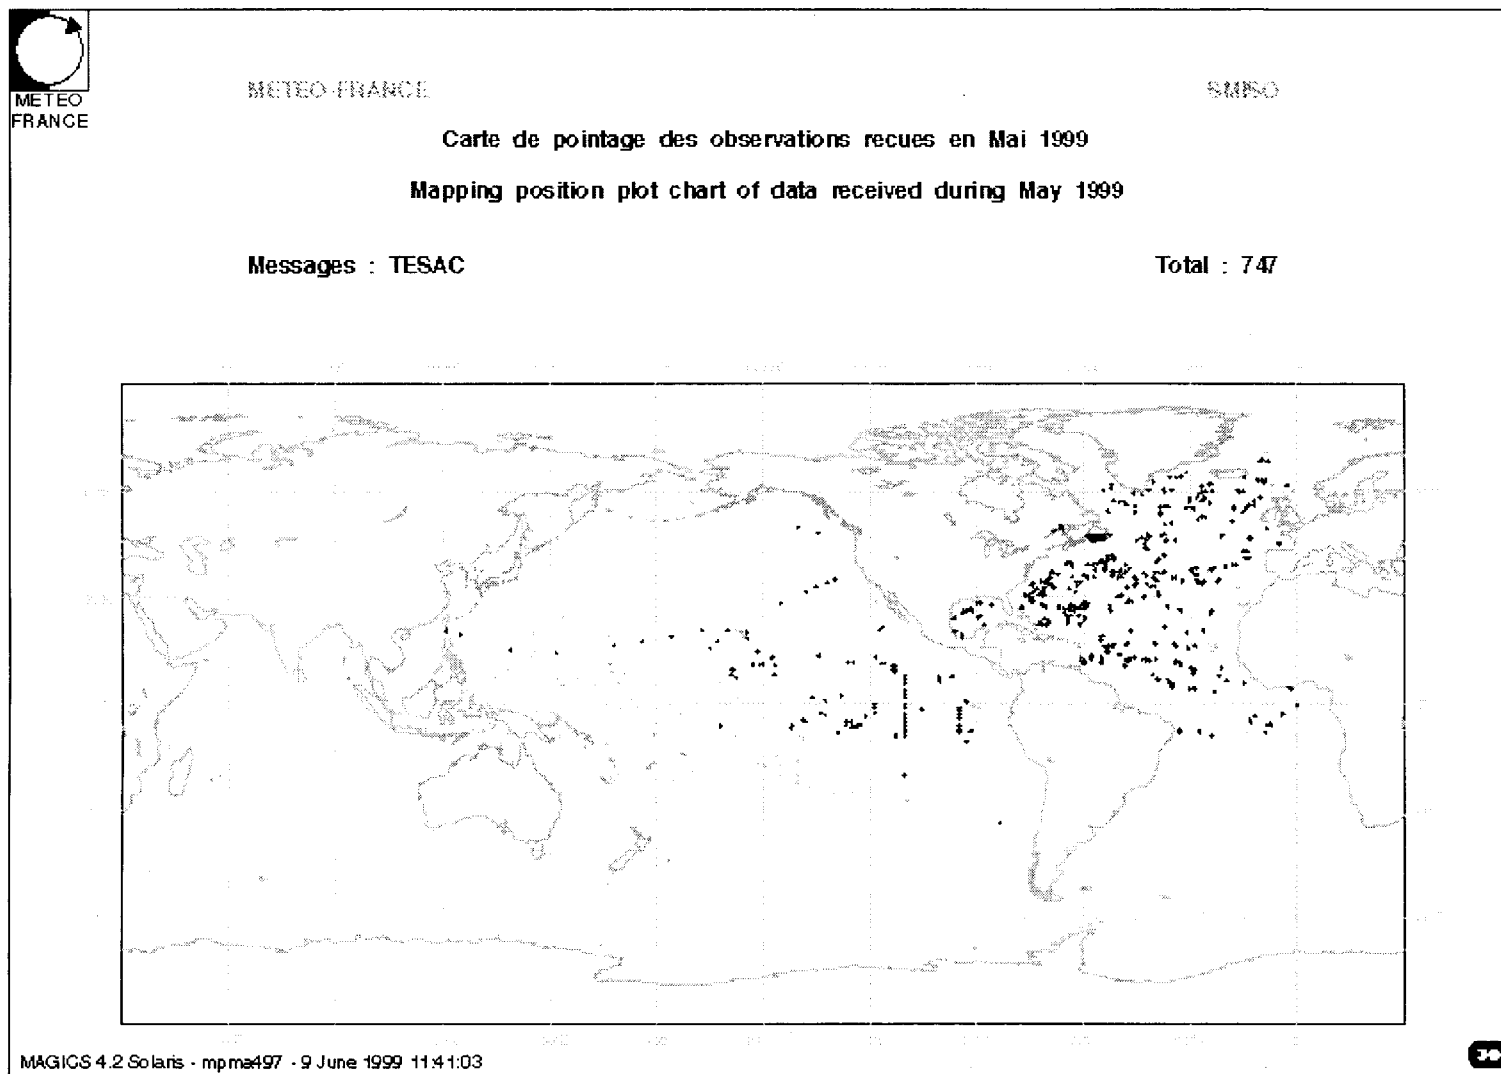 METEO
FRANCE
METEO-FRANCE SMISO
Carte de pointage des observations recues en Mai 1999
Mapping position plot chart of data received during May 1999
Messages : TESAC Total : 747
MAGICS 4.2 Solaris - mpma497 - 9 June 1999 11:41:03